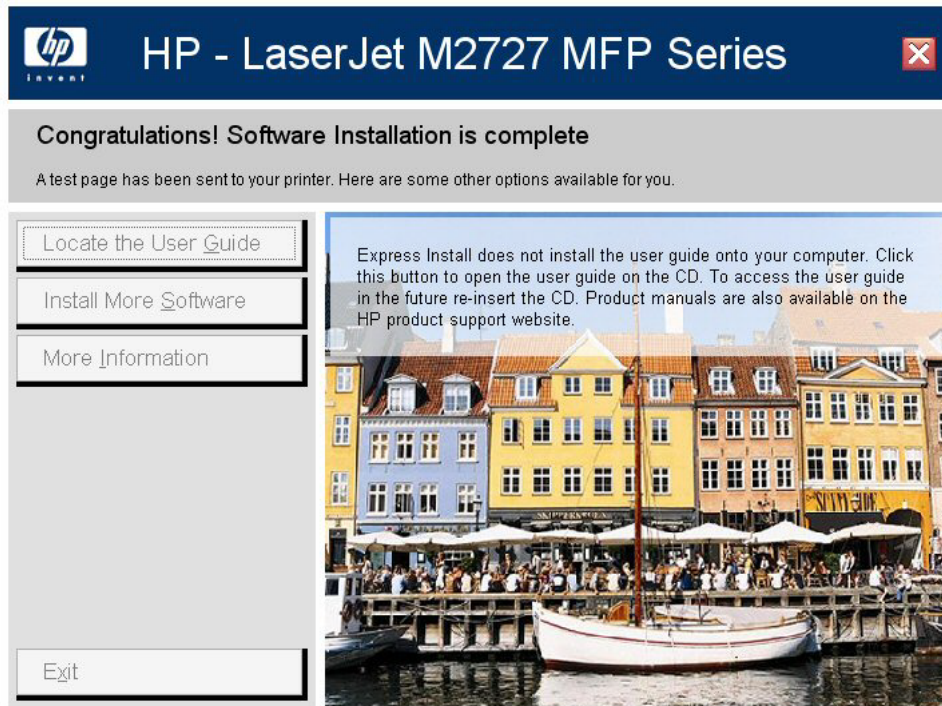 hp
invent
HP - LaserJet M2727 MFP Series
Congratulations! Software Installation is complete
A test page has been sent to your printer. Here are some other options available for you.
Locate the User Guide
Install More Software
More Information
Exit
Express Install does not install the user guide onto your computer. Click
this button to open the user guide on the CD. To access the user guide
in the future re-insert the CD. Product manuals are also available on the
HP product support website.